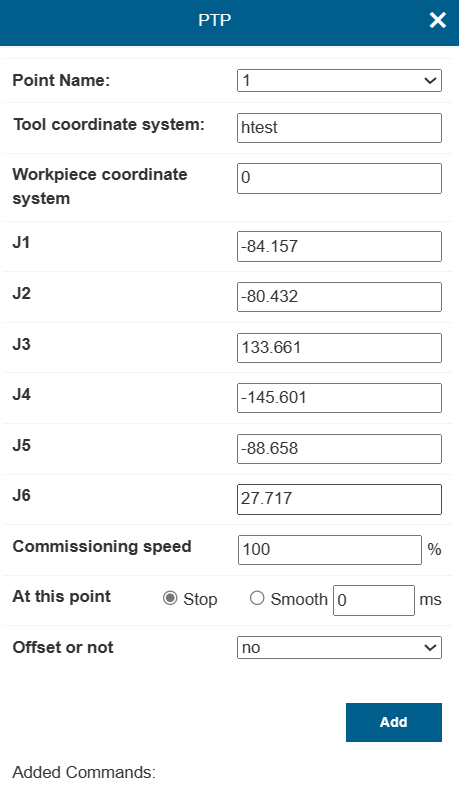 PTP
Point Name: 1
Tool coordinate system: htest
Workpiece coordinate
system
0
J1 -84.157
J2 -80.432
J3 133.661
J4 -145.601
J5 -88.658
J6 27.717
Commissioning speed 100 %
At this point Stop Smooth 0 ms
Offset or not no
Add
Added Commands: